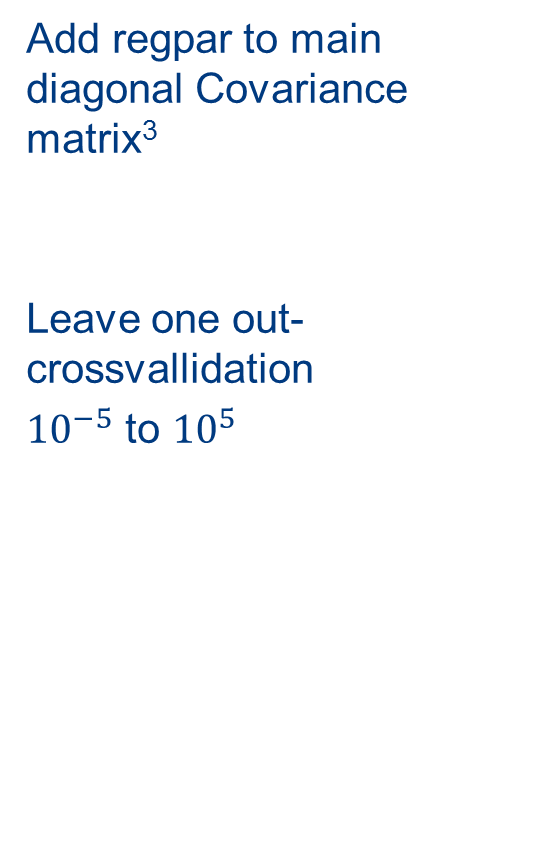 Add regpar to main
diagonal Covariance
matrix³
Leave one out-
crossvallidation
10⁻⁵ to 10⁵